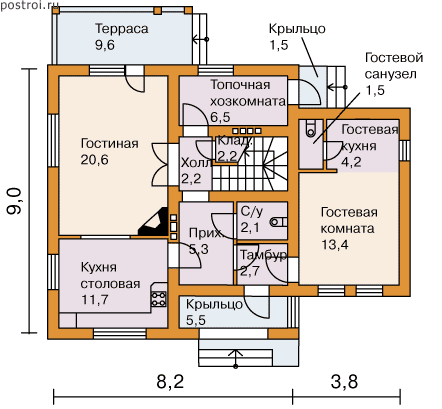 postroi.ru
Терраса
9,6
Крыльцо
1,5
Гостевой
санузел
1,5
Топочная
хозкомната
6,5
Гостиная
20,6
Клад.
2,2
Холл
2,2
Гостевая
кухня
4,2
9,0
С/у
2,1
Прих.
5,3
Гостевая
комната
13,4
Тамбур
2,7
Кухня
столовая
11,7
Крыльцо
5,5
8,2
3,8